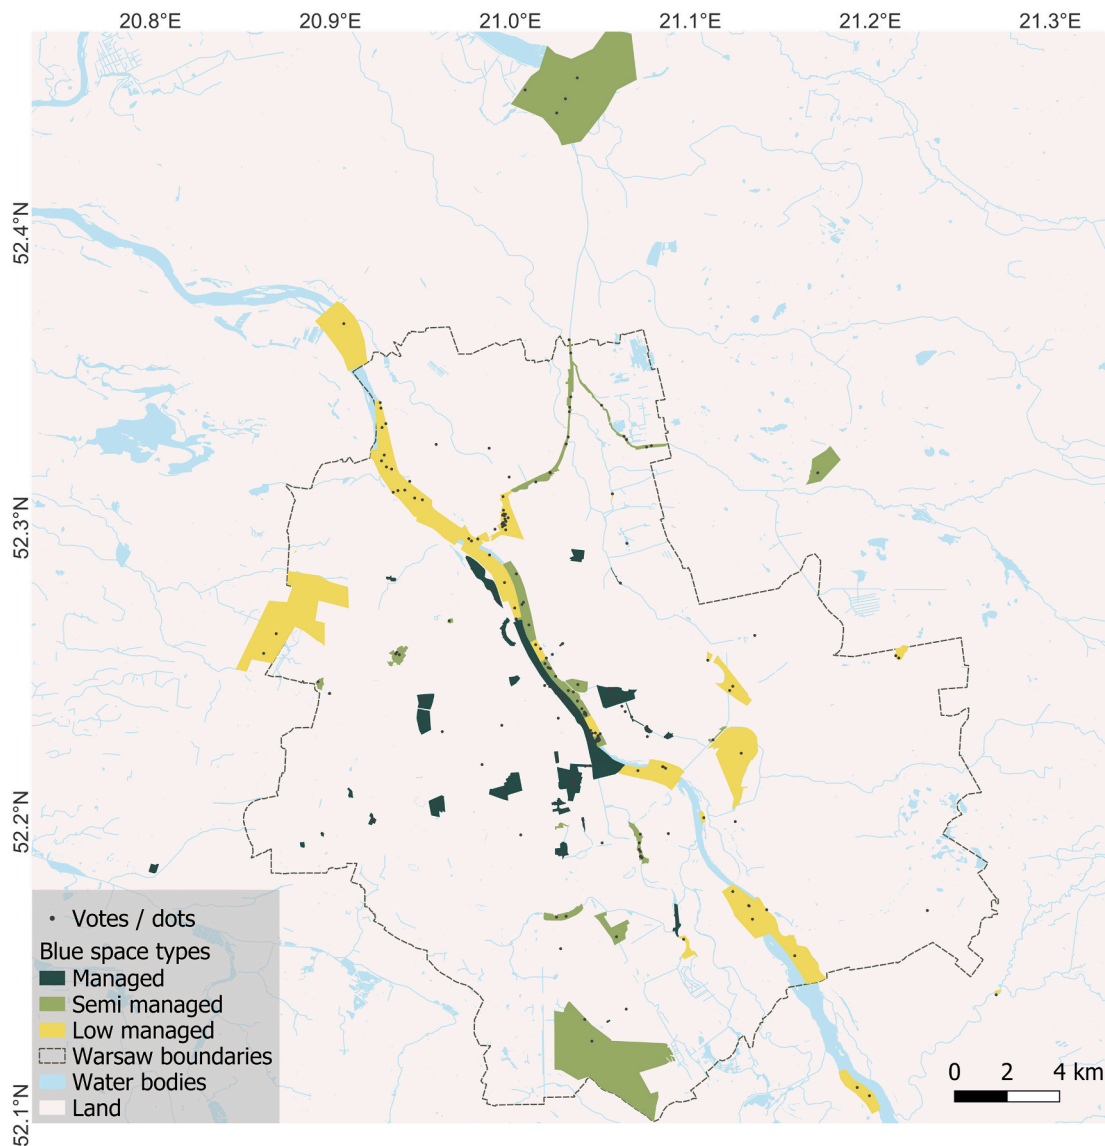 20.8°E 20.9°E 21.0°E 21.1°E 21.2°E 21.3°E
52.4°N
52.3°N
52.2°N
52.1°N
Votes / dots
Blue space types
Managed
Semi managed
Low managed
Warsaw boundaries
Water bodies
Land
0 2 4 km